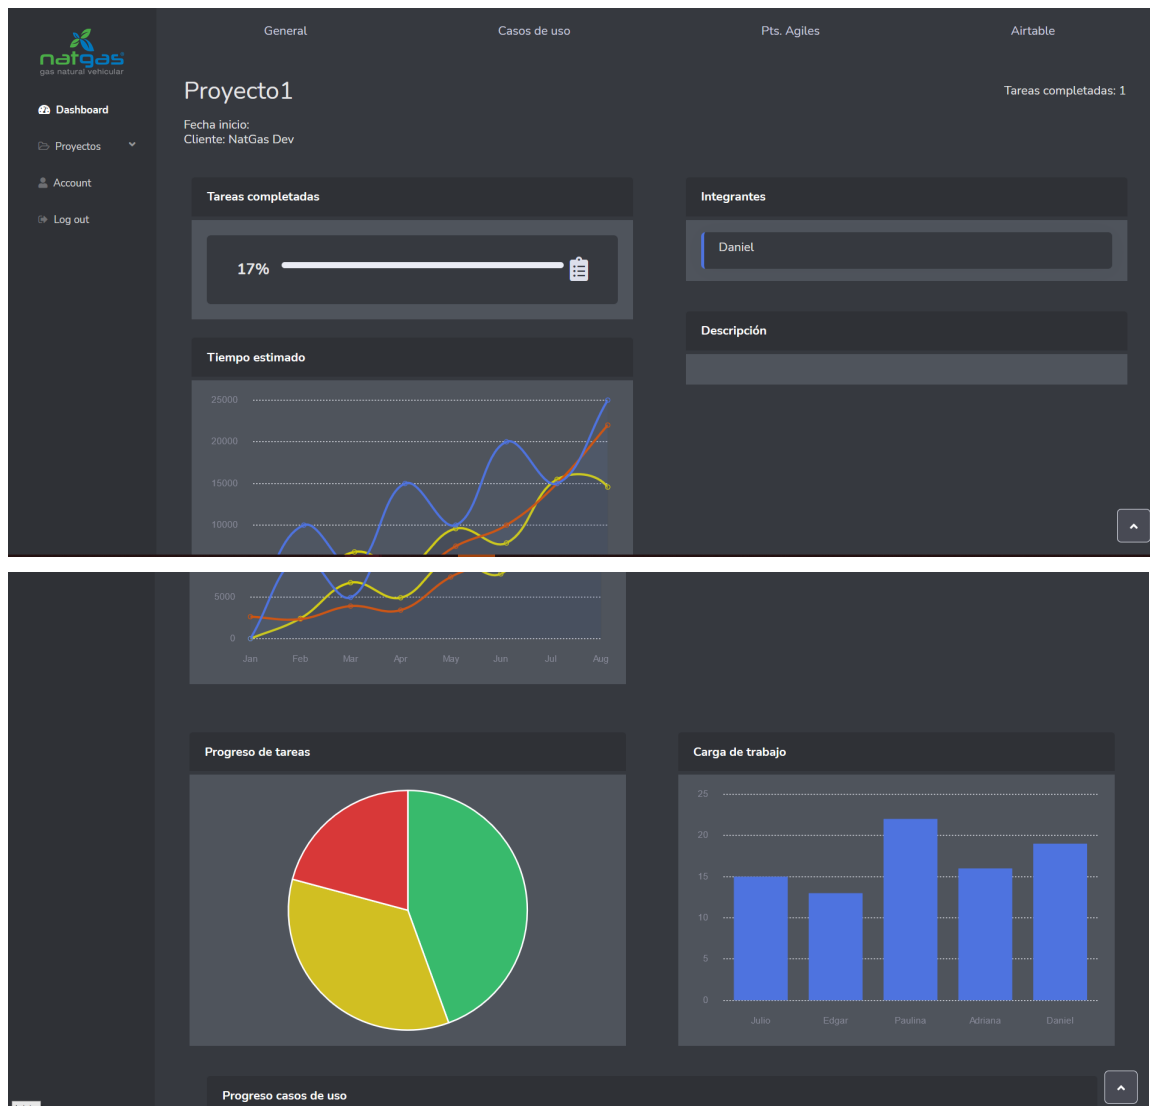 natgas
gas natural vehicular
Dashboard
Proyectos
Account
Log out
General
Casos de uso
Pts. Agiles
Airtable
Proyecto1
Tareas completadas: 1
Fecha inicio:
Cliente: NatGas Dev
Tareas completadas
17%
Integrantes
Daniel
Descripción
Tiempo estimado
25000
20000
15000
10000
5000
0
Jan Feb Mar Apr May Jun Jul Aug
Progreso de tareas
Carga de trabajo
25
20
15
10
5
0
Julio Edgar Paulina Adriana Daniel
Progreso casos de uso